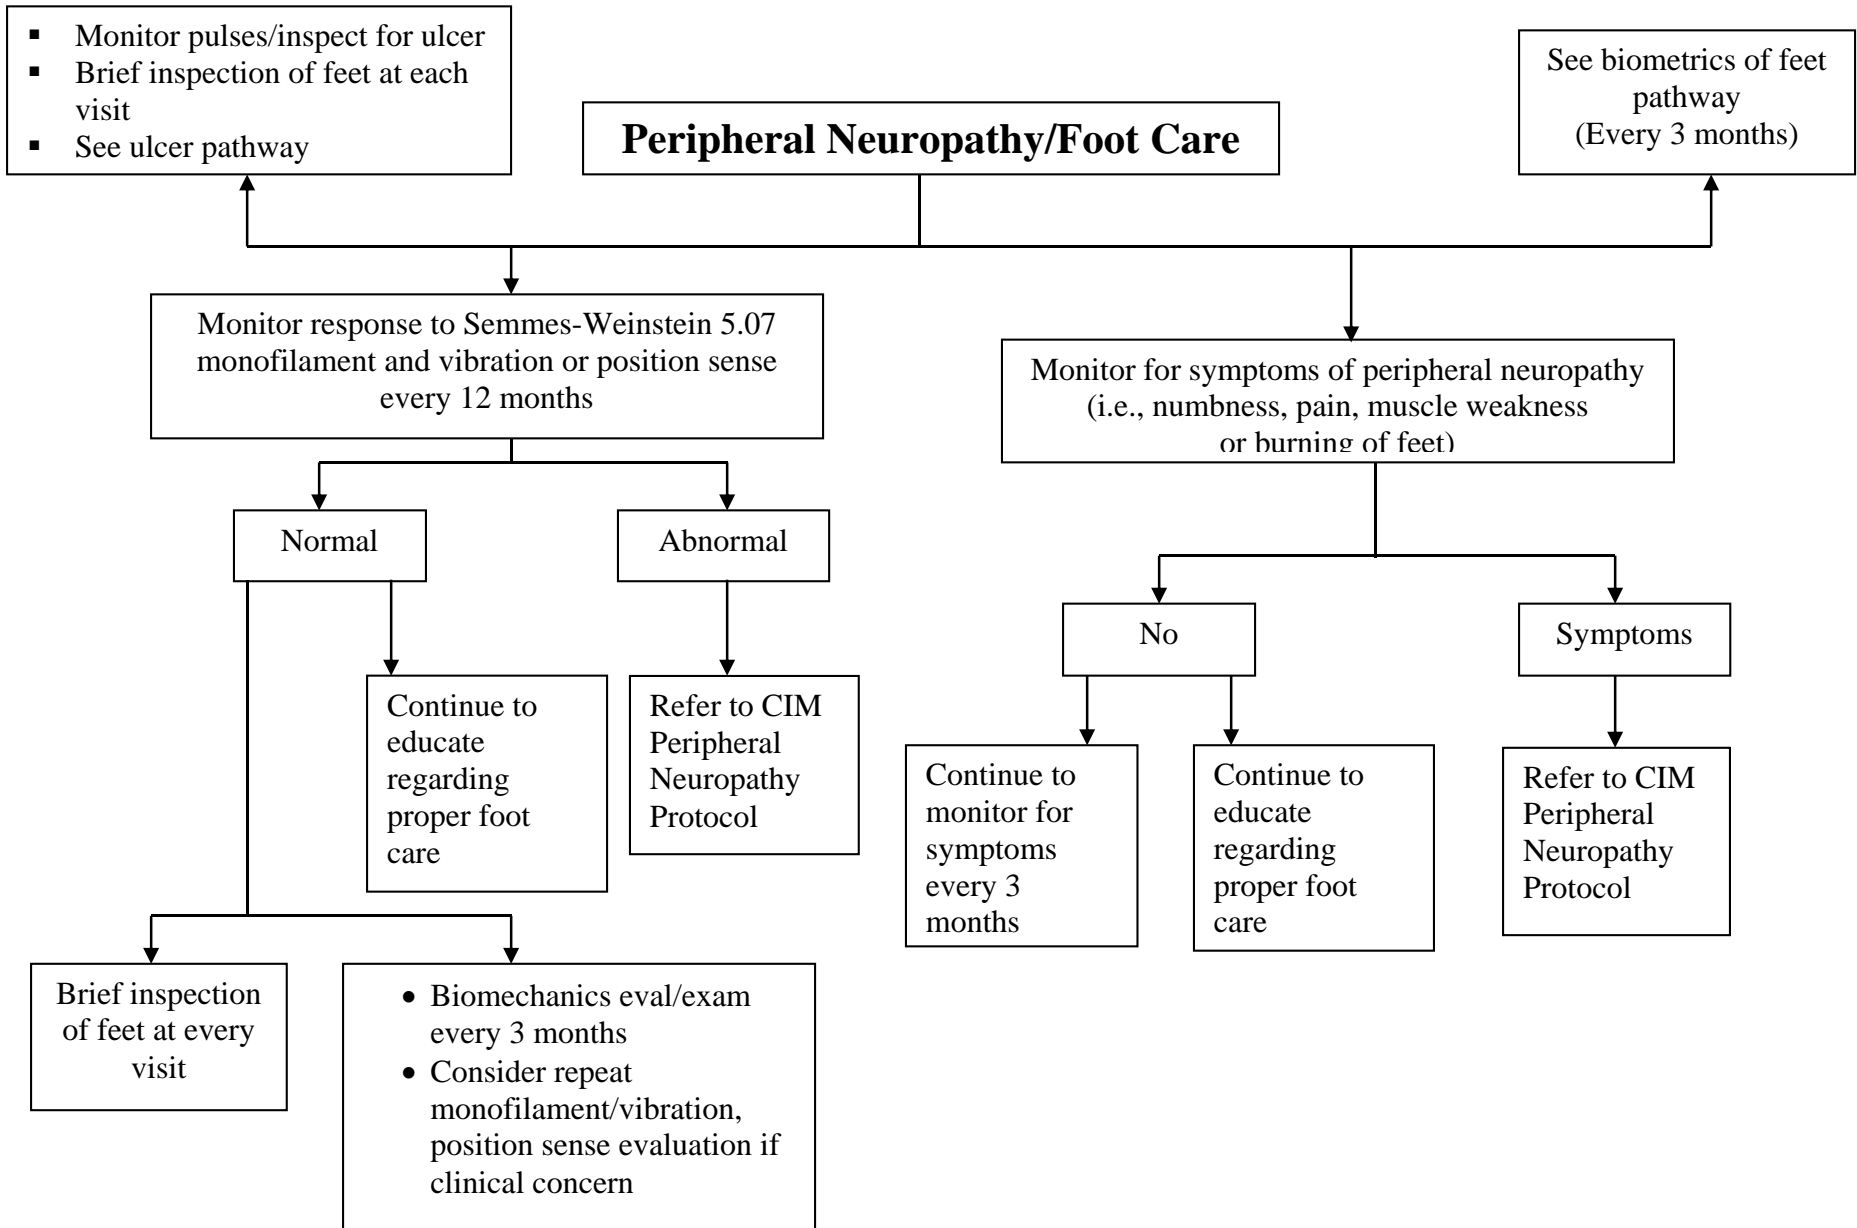 ▪ Monitor pulses/inspect for ulcer
▪ Brief inspection of feet at each
visit
▪ See ulcer pathway
Peripheral Neuropathy/Foot Care
See biometrics of feet
pathway
(Every 3 months)
Monitor response to Semmes-Weinstein 5.07
monofilament and vibration or position sense
every 12 months
Monitor for symptoms of peripheral neuropathy
(i.e., numbness, pain, muscle weakness
or burning of feet)
Normal
Abnormal
No
Symptoms
Continue to
educate
regarding
proper foot
care
Refer to CIM
Peripheral
Neuropathy
Protocol
Continue to
monitor for
symptoms
every 3
months
Continue to
educate
regarding
proper foot
care
Refer to CIM
Peripheral
Neuropathy
Protocol
Brief inspection
of feet at every
visit
• Biomechanics eval/exam
every 3 months
• Consider repeat
monofilament/vibration,
position sense evaluation if
clinical concern